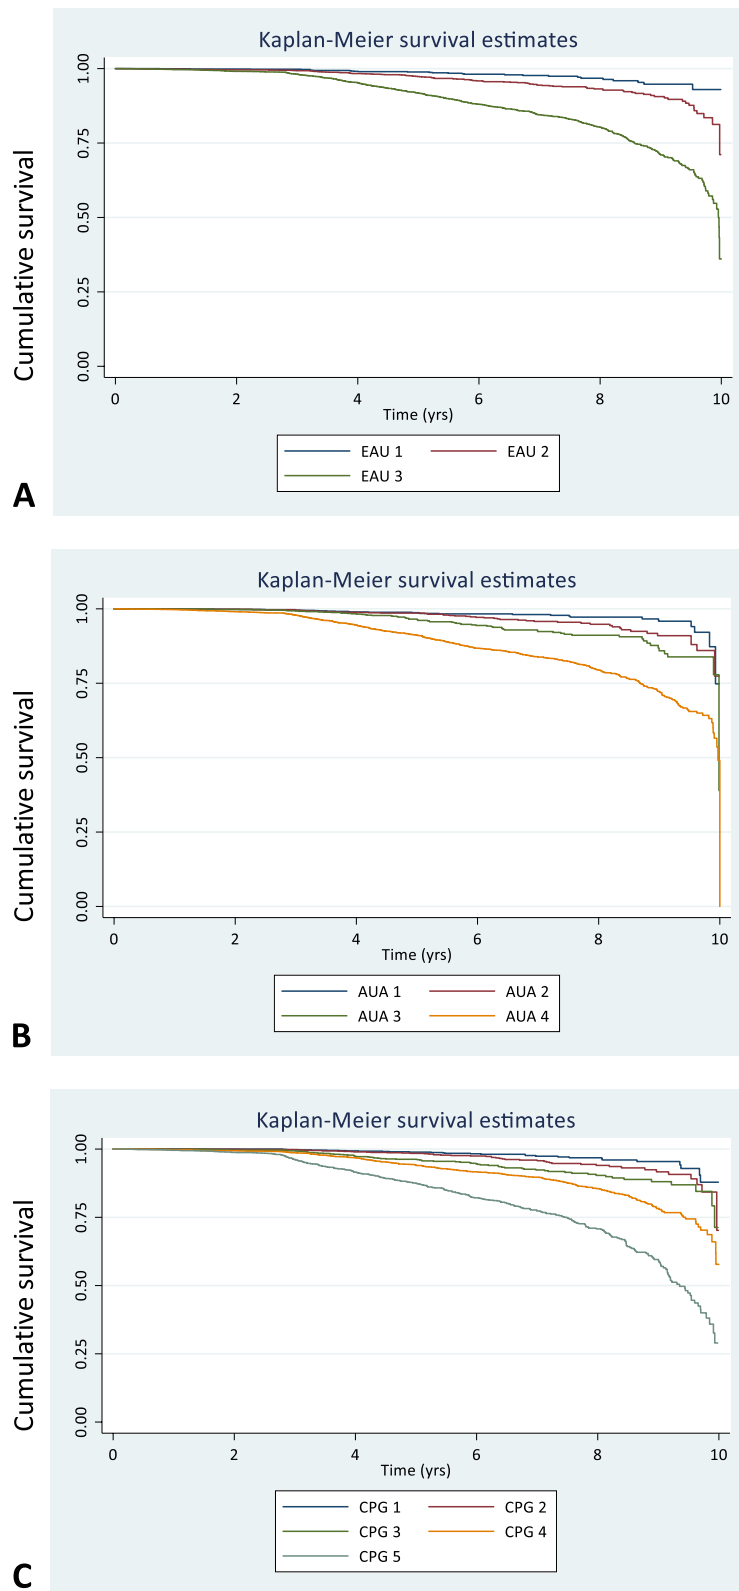 Kaplan-Meier survival estimates
Cumulative survival
1.00
0.75
0.50
0.25
0.00
0 2 4 6 8 10
Time (yrs)
EAU 1 EAU 2
EAU 3
A
Kaplan-Meier survival estimates
Cumulative survival
1.00
0.75
0.50
0.25
0.00
0 2 4 6 8 10
Time (yrs)
AUA 1 AUA 2
AUA 3 AUA 4
B
Kaplan-Meier survival estimates
Cumulative survival
1.00
0.75
0.50
0.25
0.00
0 2 4 6 8 10
Time (yrs)
CPG 1 CPG 2
CPG 3 CPG 4
CPG 5
C